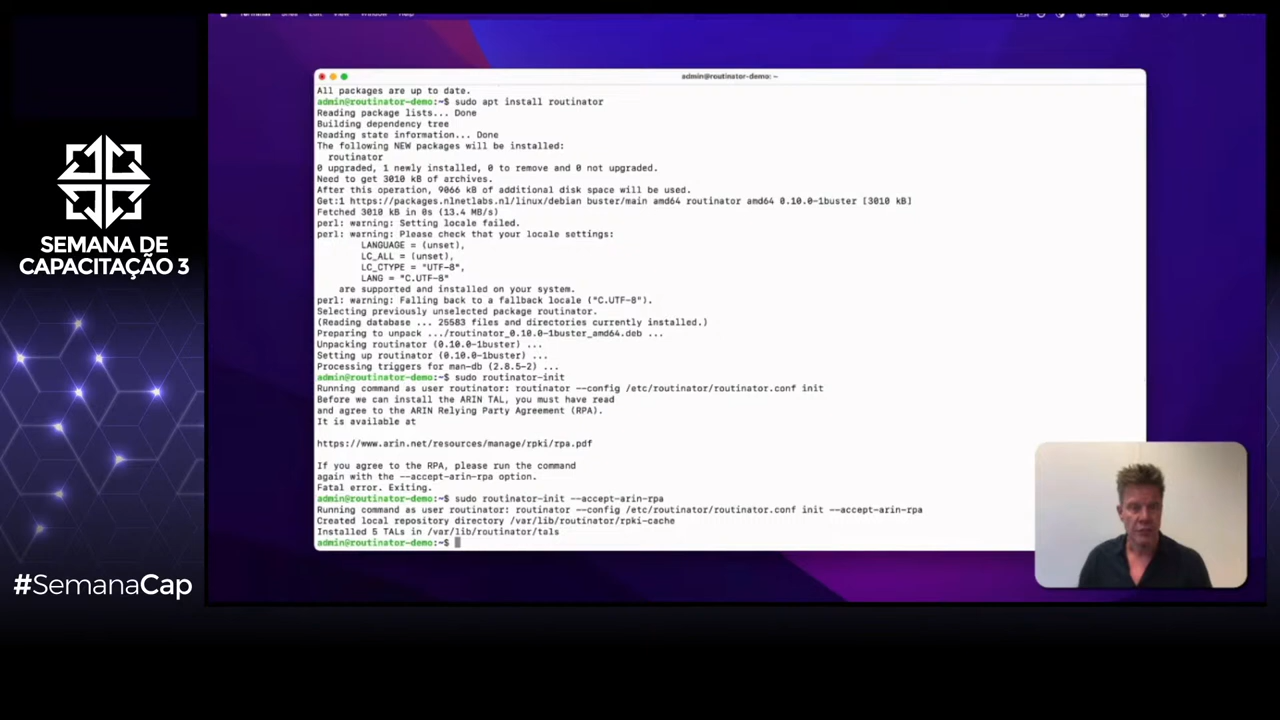 Terminal Shell Edit View Window Help
admin@routinator-demo: ~
All packages are up to date.
admin@routinator-demo:~$ sudo apt install routinator
Reading package lists... Done
Building dependency tree
Reading state information... Done
The following NEW packages will be installed:
routinator
0 upgraded, 1 newly installed, 0 to remove and 0 not upgraded.
Need to get 3010 kB of archives.
After this operation, 9066 kB of additional disk space will be used.
Get:1 https://packages.nlnetlabs.nl/linux/debian buster/main amd64 routinator amd64 0.10.0-1buster [3010 kB]
Fetched 3010 kB in 0s (13.4 MB/s)
perl: warning: Setting locale failed.
perl: warning: Please check that your locale settings:
LANGUAGE = (unset),
LC_ALL = (unset),
LC_CTYPE = "UTF-8",
LANG = "C.UTF-8"
are supported and installed on your system.
perl: warning: Falling back to a fallback locale ("C.UTF-8").
Selecting previously unselected package routinator.
(Reading database ... 25583 files and directories currently installed.)
Preparing to unpack .../routinator_0.10.0-1buster_amd64.deb ...
Unpacking routinator (0.10.0-1buster) ...
Setting up routinator (0.10.0-1buster) ...
Processing triggers for man-db (2.8.5-2) ...
admin@routinator-demo:~$ sudo routinator-init
Running command as user routinator: routinator --config /etc/routinator/routinator.conf init
Before we can install the ARIN TAL, you must have read
and agree to the ARIN Relying Party Agreement (RPA).
It is available at
https://www.arin.net/resources/manage/rpki/rpa.pdf
If you agree to the RPA, please run the command
again with the --accept-arin-rpa option.
Fatal error. Exiting.
admin@routinator-demo:~$ sudo routinator-init --accept-arin-rpa
Running command as user routinator: routinator --config /etc/routinator/routinator.conf init --accept-arin-rpa
Created local repository directory /var/lib/routinator/rpki-cache
Installed 5 TALs in /var/lib/routinator/tals
admin@routinator-demo:~$
SEMANA DE
CAPACITAÇÃO 3
#SemanaCap